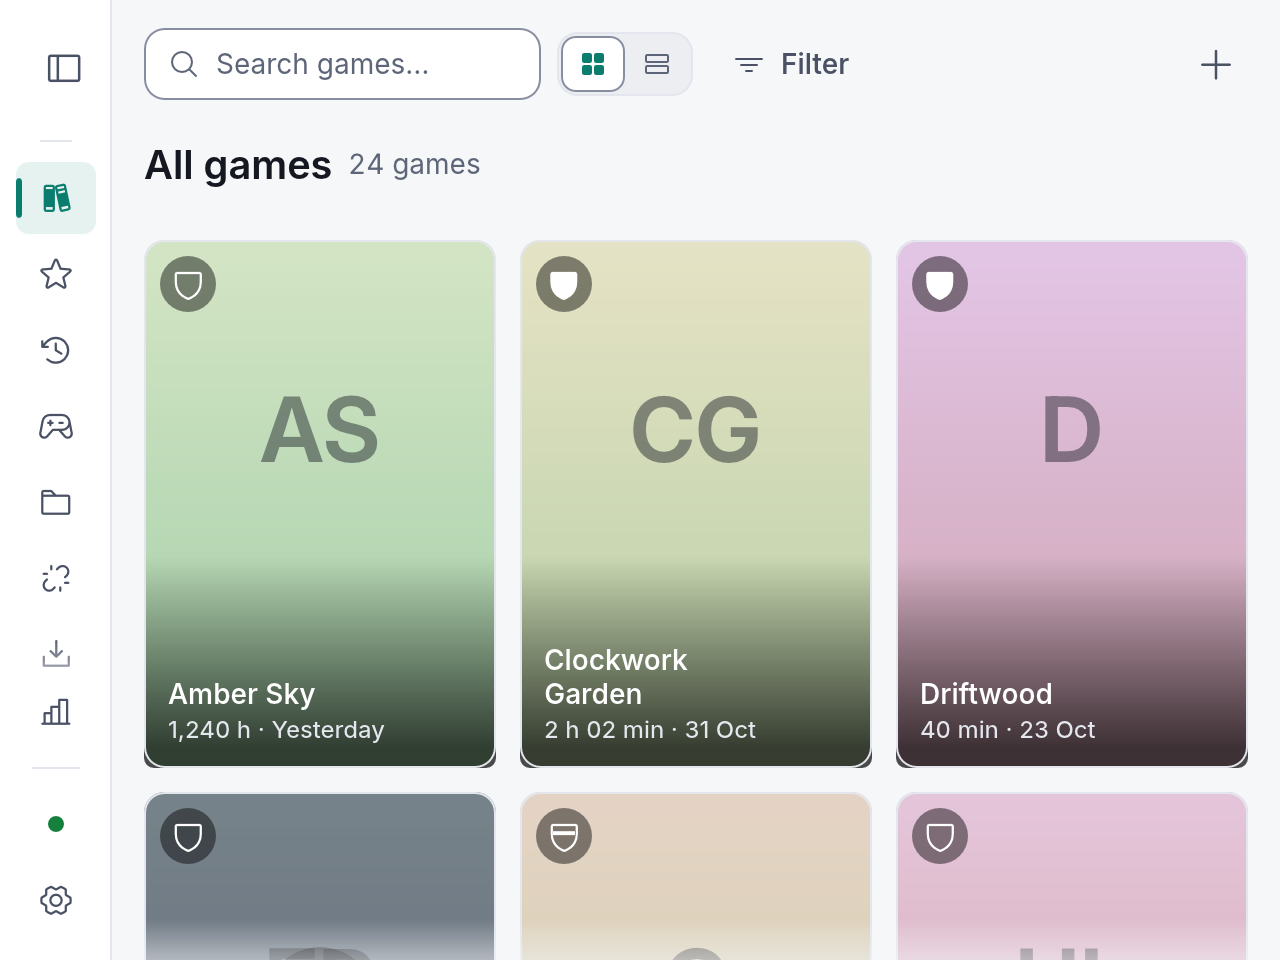 Search games...
Filter
All games 24 games
AS
CG
D
Amber Sky
1,240 h · Yesterday
Clockwork
Garden
2 h 02 min · 31 Oct
Driftwood
40 min · 23 Oct